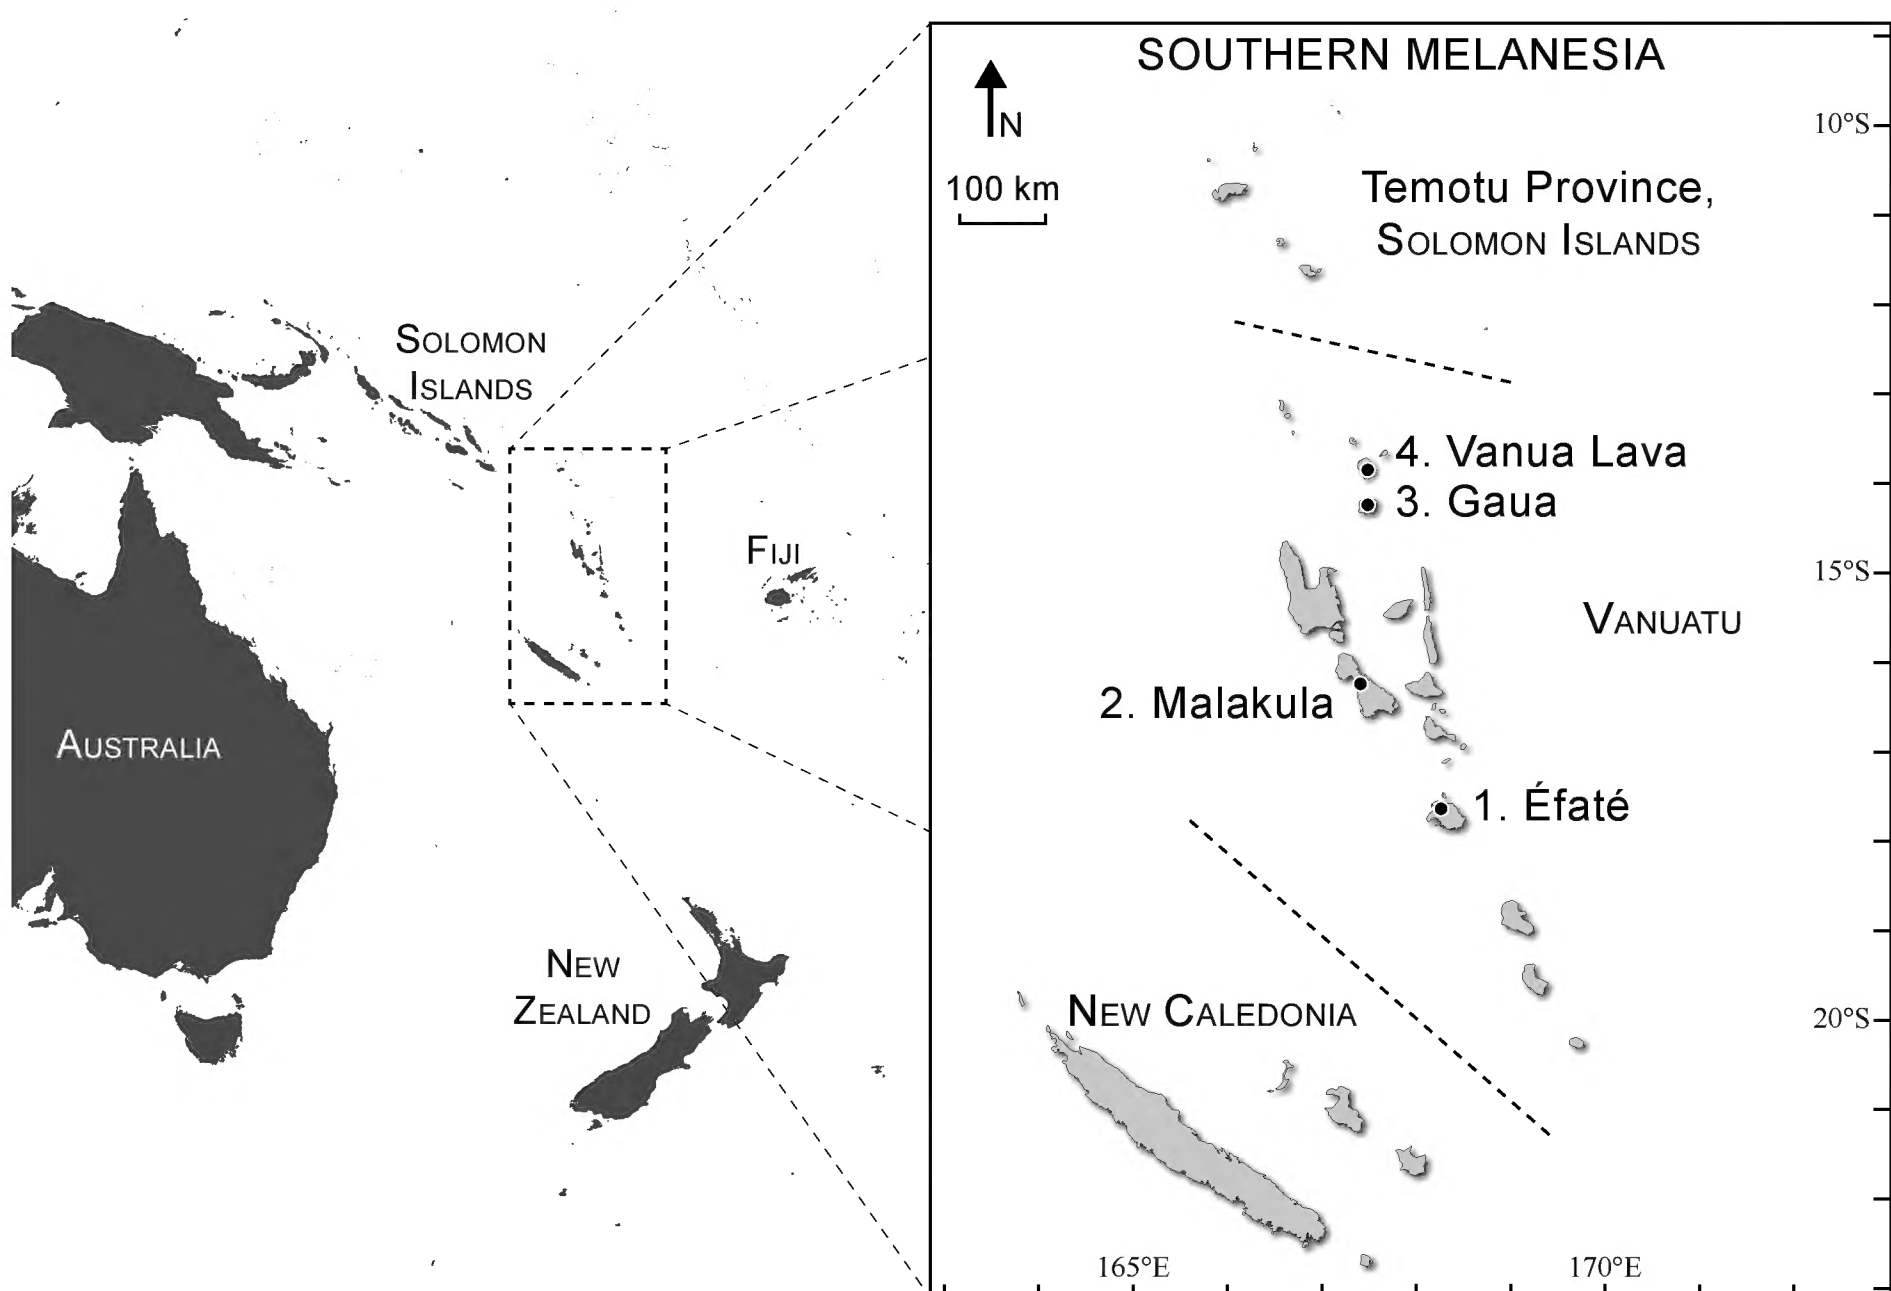 SOLOMON
ISLANDS
FIJI
AUSTRALIA
NEW
ZEALAND
SOUTHERN MELANESIA
N
100 km
10°S
Temotu Province,
SOLOMON ISLANDS
4. Vanua Lava
3. Gaua
15°S
VANUATU
2. Malakula
1. Éfaté
NEW CALEDONIA
20°S
165°E
170°E